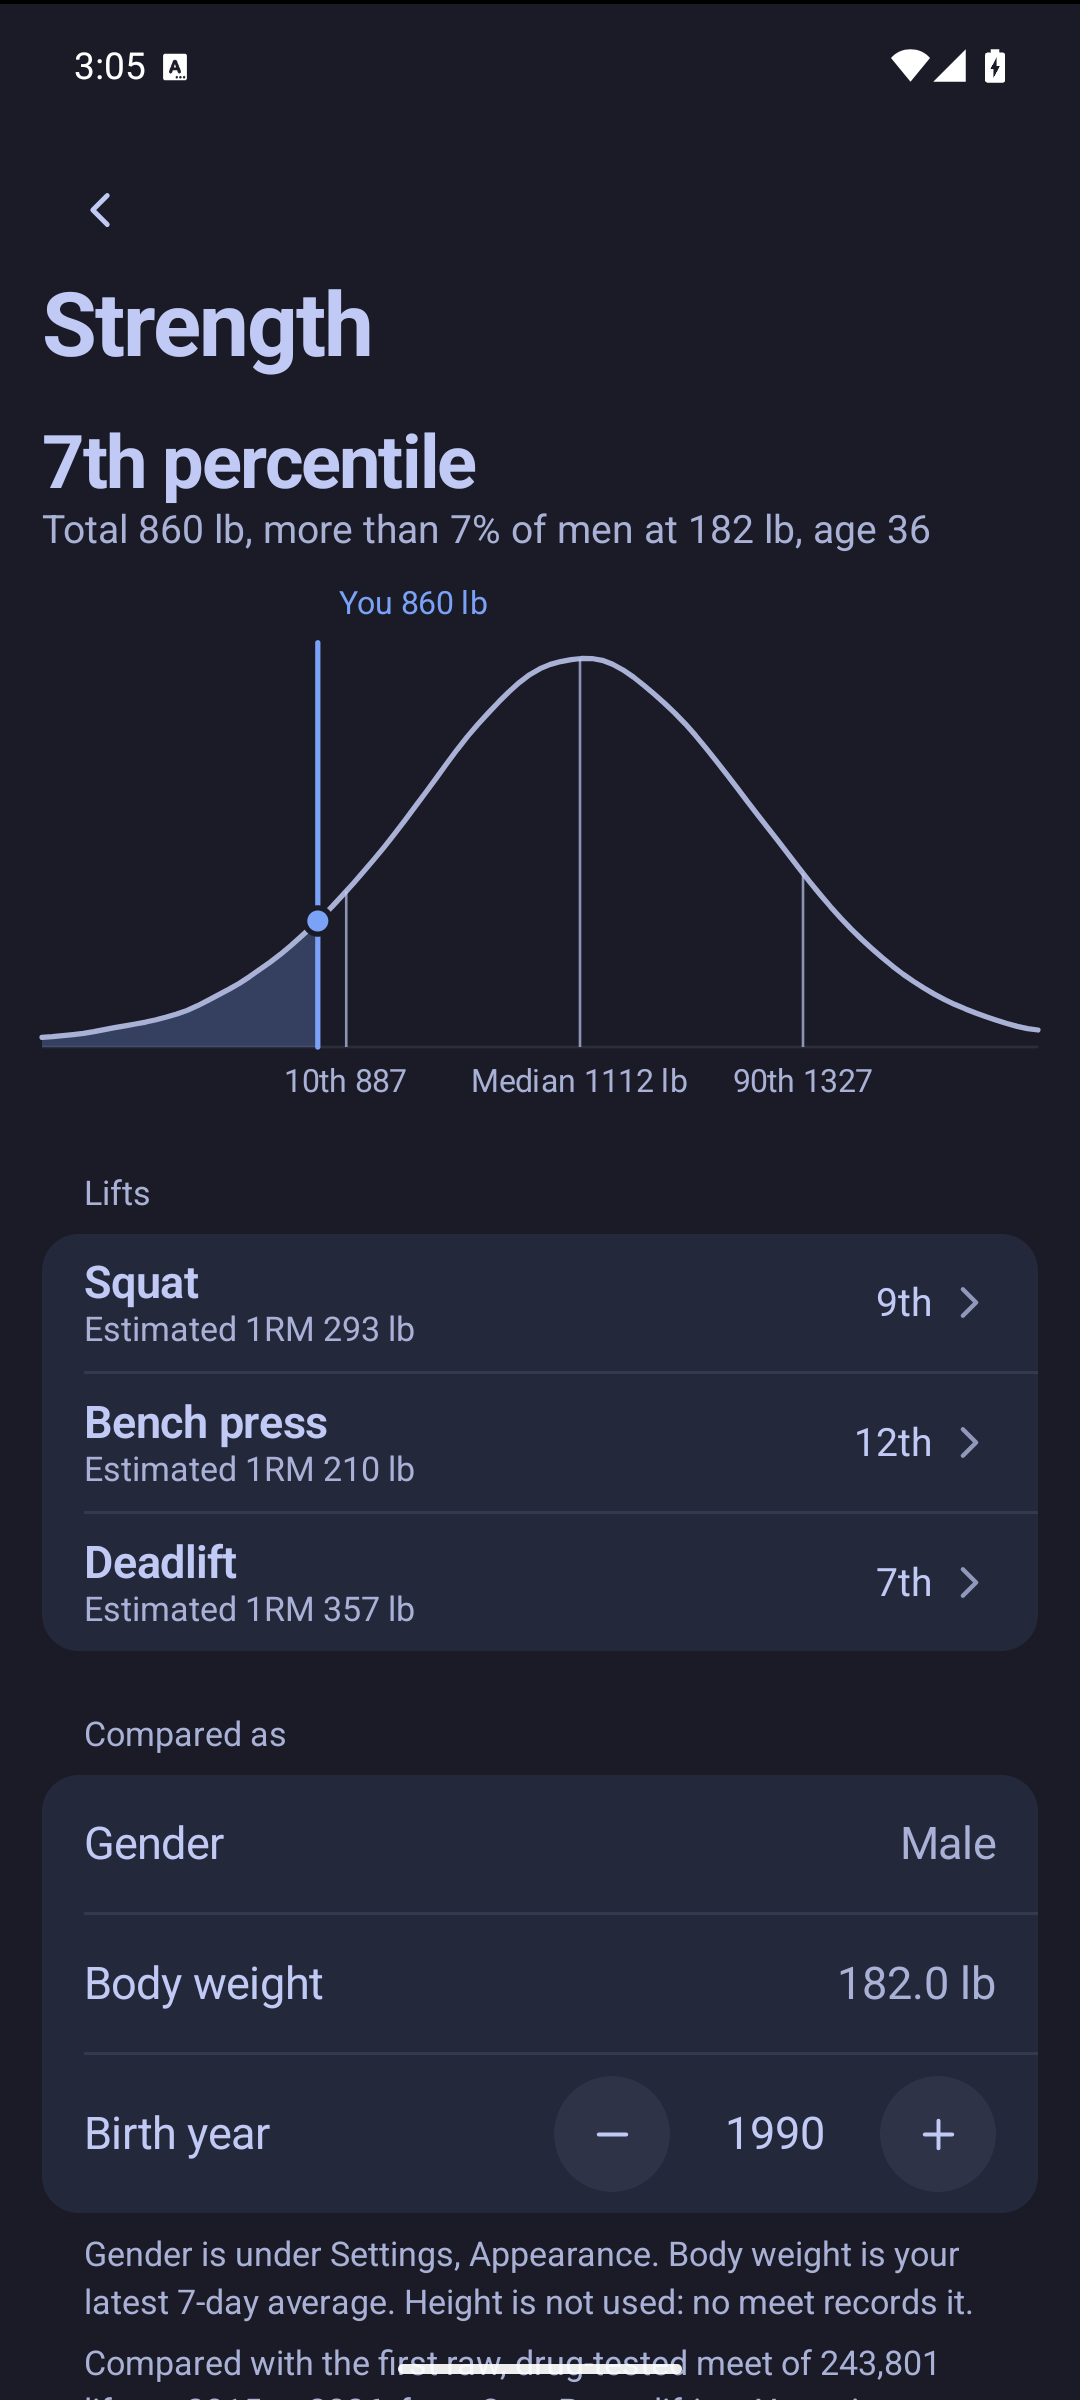 3:05
Strength
7th percentile
Total 860 lb, more than 7% of men at 182 lb, age 36
You 860 lb
10th 887 Median 1112 lb 90th 1327
Lifts
Squat
Estimated 1RM 293 lb
9th
Bench press
Estimated 1RM 210 lb
12th
Deadlift
Estimated 1RM 357 lb
7th
Compared as
Gender Male
Body weight 182.0 lb
Birth year 1990
Gender is under Settings, Appearance. Body weight is your
latest 7-day average. Height is not used: no meet records it.
Compared with the first raw, drug-tested meet of 243,801